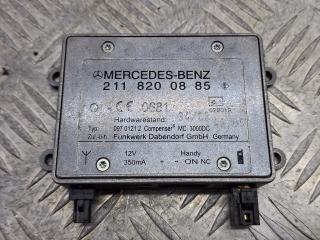 MERCEDES-BENZ
211 820 08 85
CE 0681
Hardwarestand:
Typ: 097 0121.2 Compenser MC 3000DC
Funkwerk Dabendorf GmbH Germany
12V Handy
350mA + - ON NC